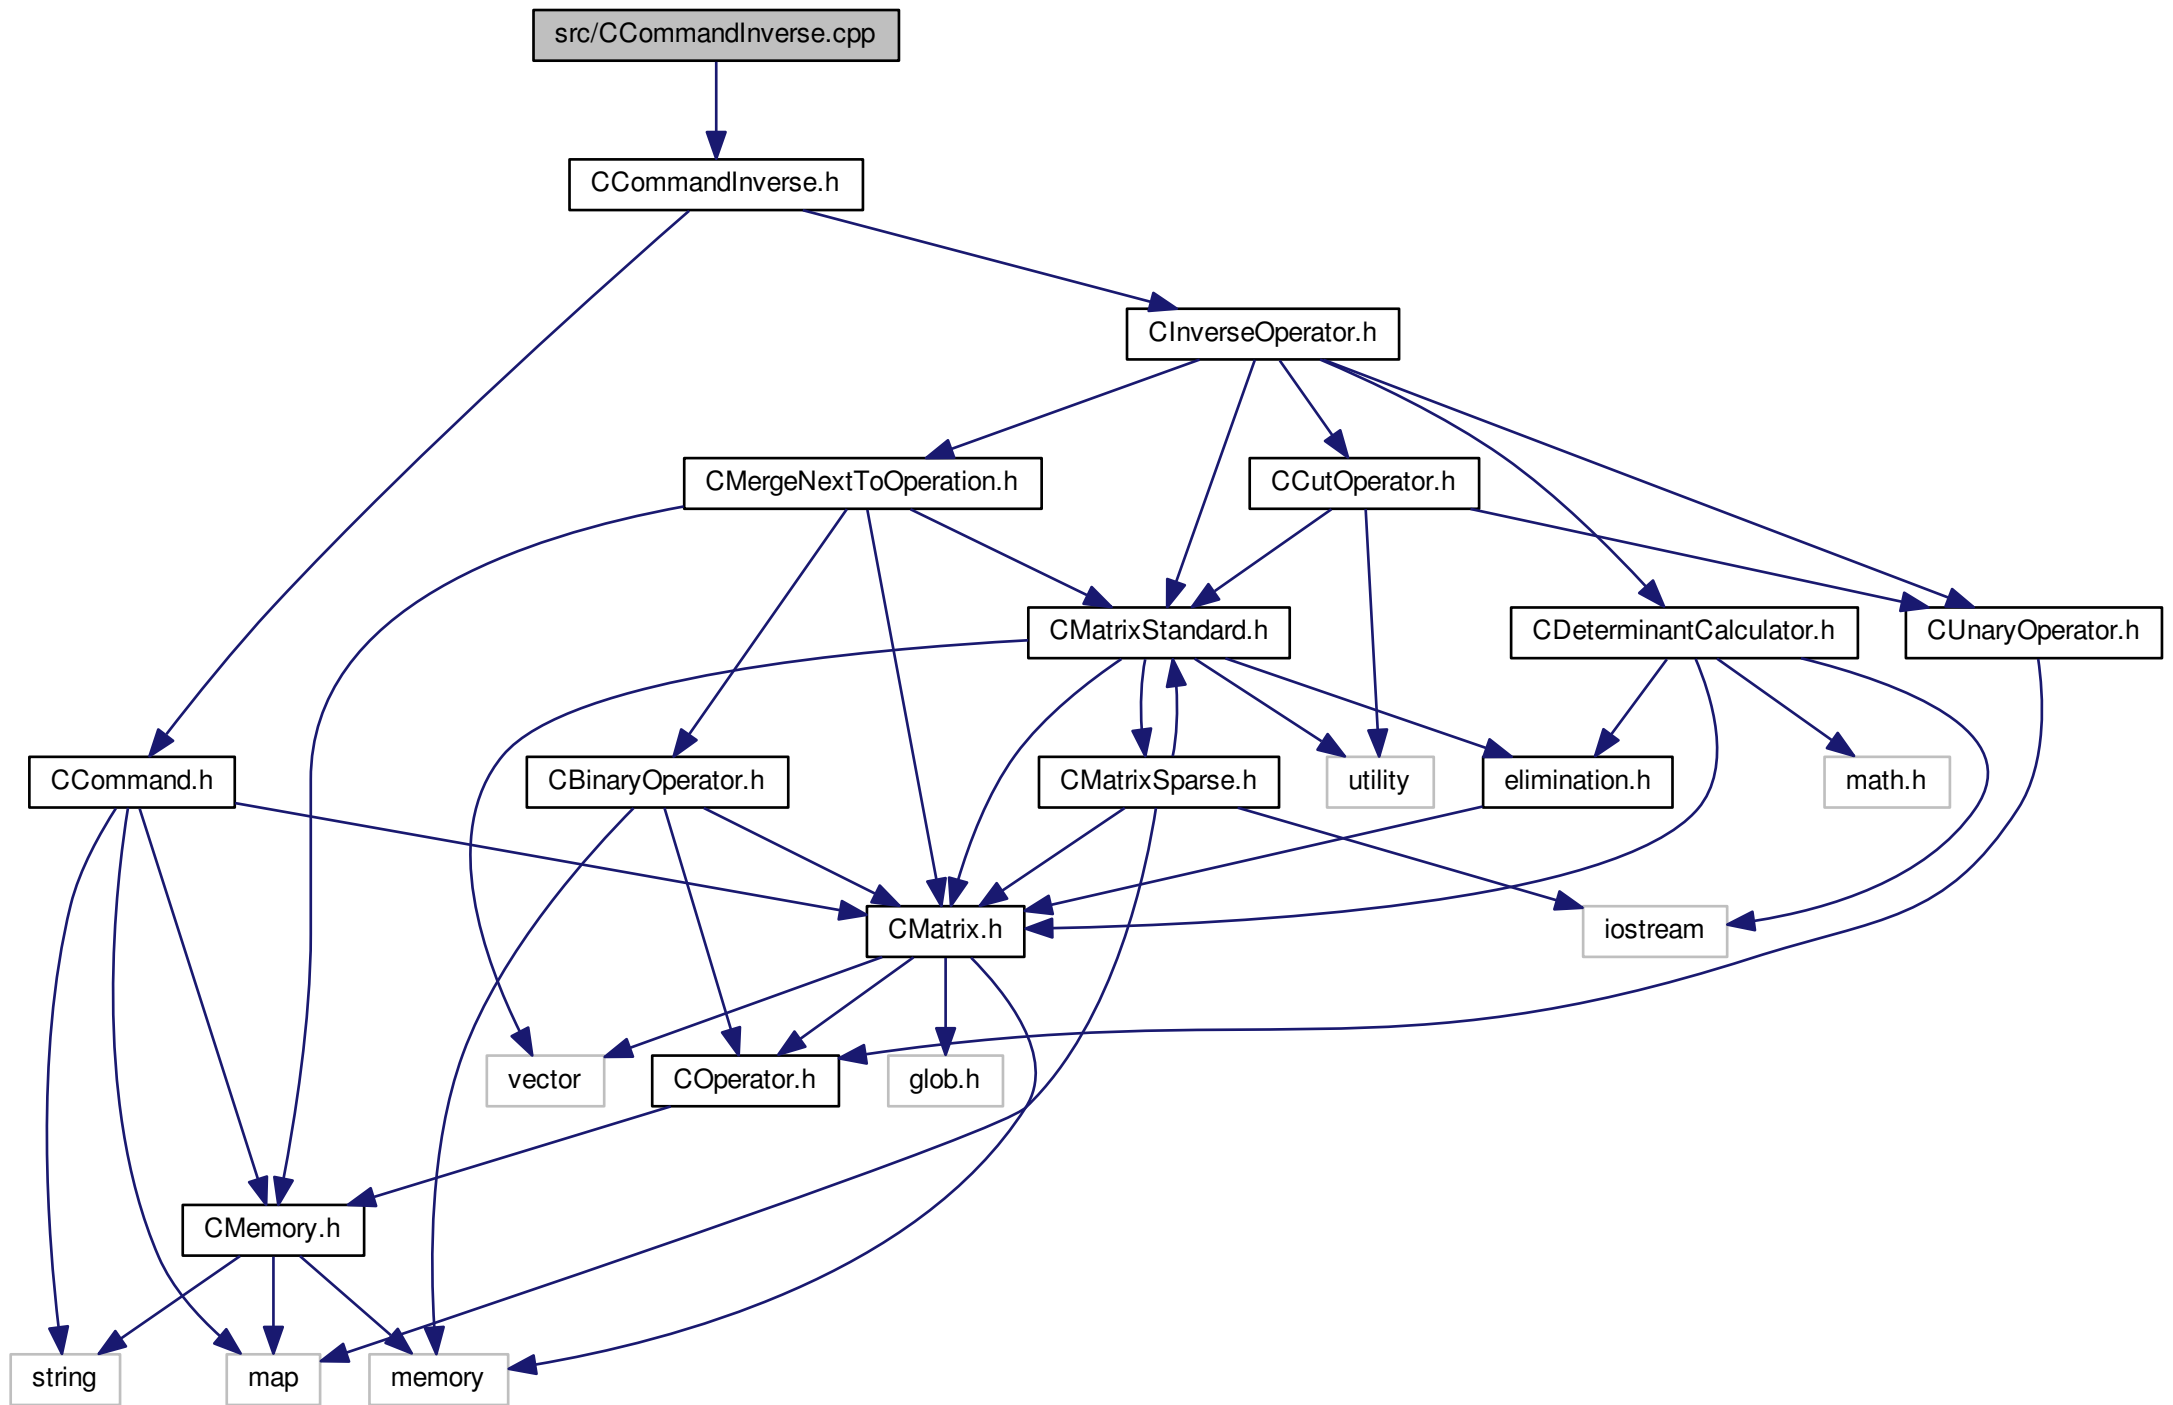 src/CCommandInverse.cpp
CCommandInverse.h
CInverseOperator.h
CMergeNextToOperation.h
CCutOperator.h
CMatrixStandard.h
CDeterminantCalculator.h
CUnaryOperator.h
CCommand.h
CBinaryOperator.h
CMatrixSparse.h
utility
elimination.h
math.h
CMatrix.h
iostream
vector
COperator.h
glob.h
CMemory.h
string
map
memory